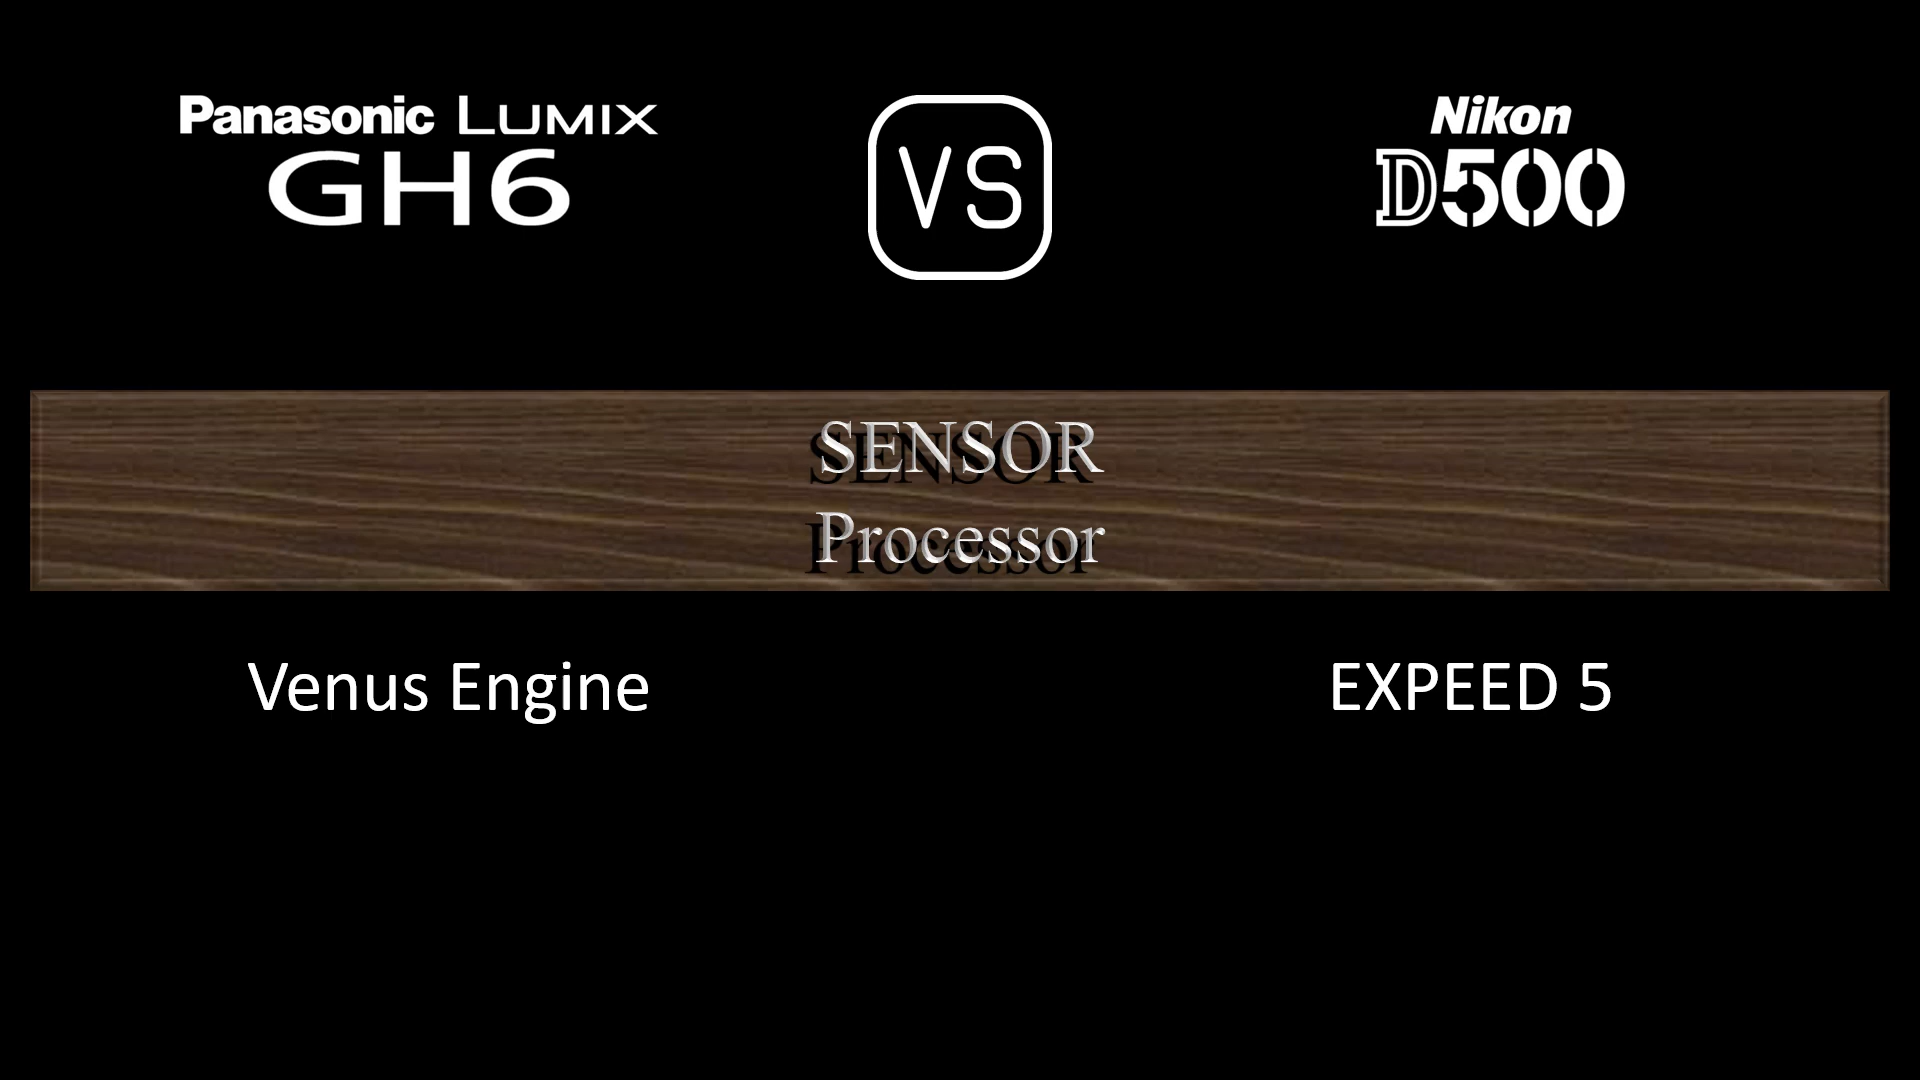 Panasonic LUMIX
GH6
VS
Nikon
D500
SENSOR
Processor
Venus Engine
EXPEED 5